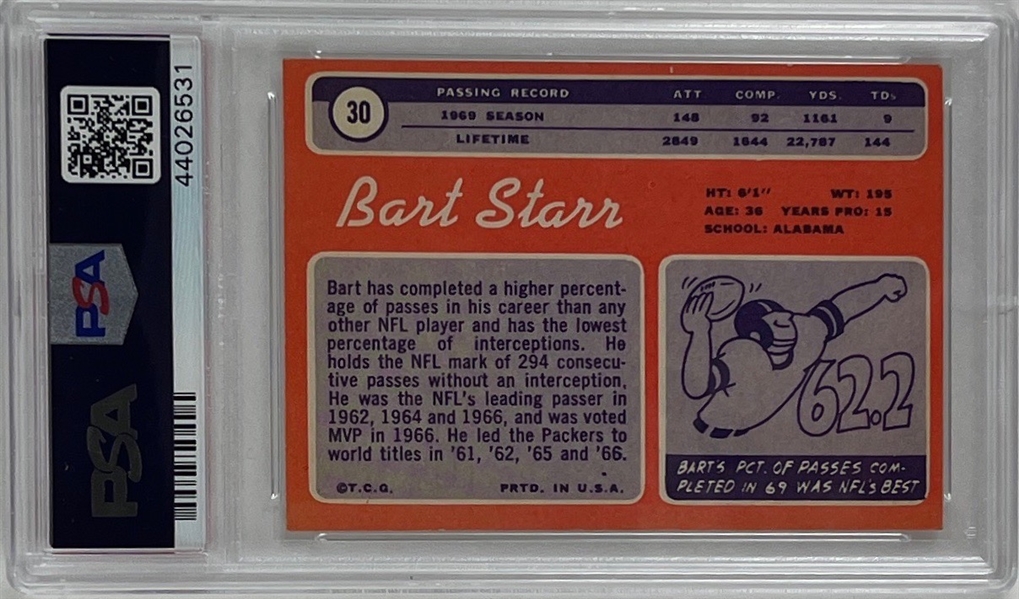 PSA
PSA
44026531
30
PASSING RECORD ATT COMP. YDS. TDs
1969 SEASON 148 92 1161 9
LIFETIME 2849 1644 22,787 144
Bart Starr
HT: 6'1" WT: 195
AGE: 36 YEARS PRO: 15
SCHOOL: ALABAMA
Bart has completed a higher percent-
age of passes in his career than any
other NFL player and has the lowest
percentage of interceptions. He
holds the NFL mark of 294 consecu-
tive passes without an interception.
He was the NFL's leading passer in
1962, 1964 and 1966, and was voted
MVP in 1966. He led the Packers to
world titles in '61, '62, '65 and '66.
©T.C.G. PRTD. IN U.S.A.
62.2
BART'S PCT. OF PASSES COM-
PLETED IN 69 WAS NFL'S BEST